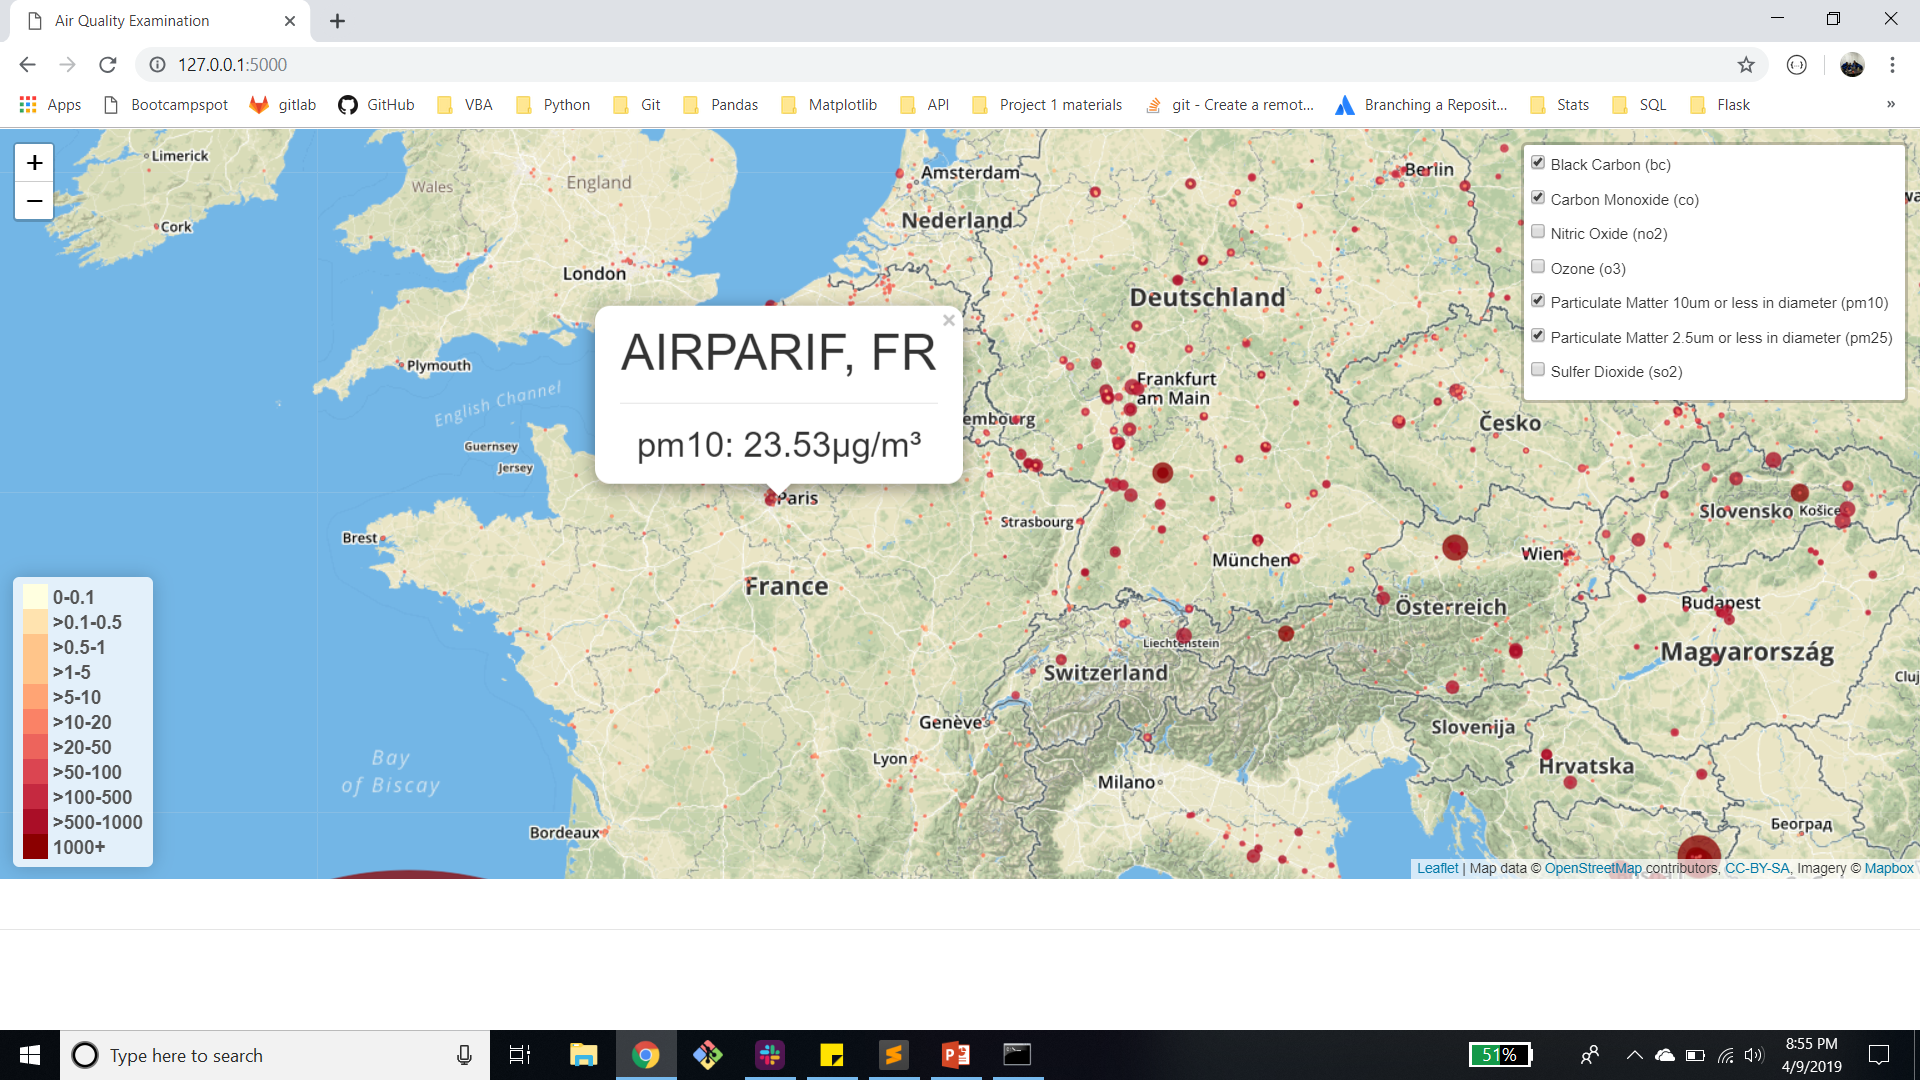 Air Quality Examination
127.0.0.1:5000
Apps Bootcampspot gitlab GitHub VBA Python Git Pandas Matplotlib API Project 1 materials git - Create a remot... Branching a Reposit... Stats SQL Flask »
+
−
Limerick
Cork
Wales
England
London
Plymouth
English Channel
Guernsey
Jersey
Brest
Amsterdam
Nederland
Berlin
Deutschland
Frankfurt
am Main
embourg
Česko
Black Carbon (bc)
Carbon Monoxide (co)
Nitric Oxide (no2)
Ozone (o3)
Particulate Matter 10um or less in diameter (pm10)
Particulate Matter 2.5um or less in diameter (pm25)
Sulfer Dioxide (so2)
AIRPARIF, FR
×
pm10: 23.53µg/m³
Paris
Strasbourg
Slovensko
Košice
München
Wien
France
Österreich
Budapest
Liechtenstein
Magyarország
Switzerland
Cluj
Genève
Slovenija
Lyon
Hrvatska
Milano
Bay
of Biscay
Bordeaux
Београд
0-0.1
>0.1-0.5
>0.5-1
>1-5
>5-10
>10-20
>20-50
>50-100
>100-500
>500-1000
1000+
Leaflet | Map data © OpenStreetMap contributors, CC-BY-SA, Imagery © Mapbox
Type here to search
51%
8:55 PM
4/9/2019